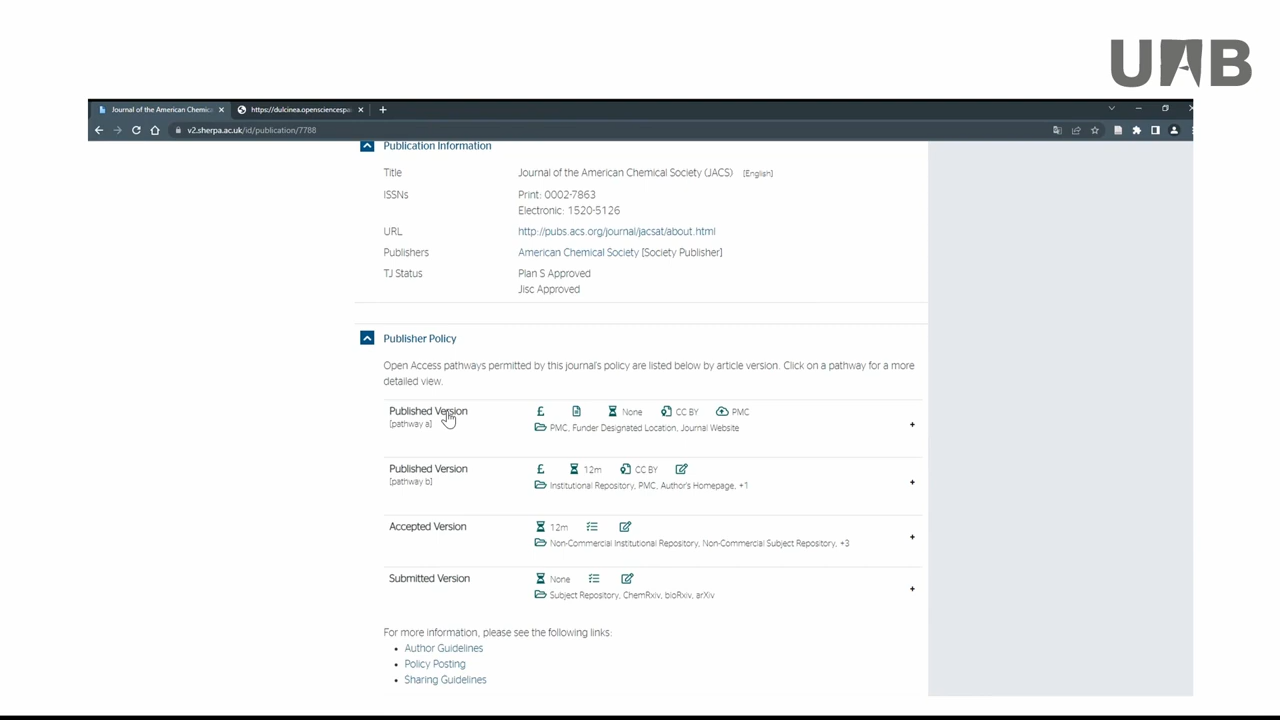 UAB
Journal of the American Chemic
https://dulcinea.opensciencespa
v2.sherpa.ac.uk/id/publication/7788
Publication Information
Title Journal of the American Chemical Society (JACS) [English]
ISSNs Print: 0002-7863
Electronic: 1520-5126
URL http://pubs.acs.org/journal/jacsat/about.html
Publishers American Chemical Society [Society Publisher]
TJ Status Plan S Approved
Jisc Approved
Publisher Policy
Open Access pathways permitted by this journal's policy are listed below by article version. Click on a pathway for a more
detailed view.
Published Version £ None CC BY PMC
[pathway a] PMC, Funder Designated Location, Journal Website
Published Version £ 12m CC BY
[pathway b] Institutional Repository, PMC, Author's Homepage, +1
Accepted Version 12m
Non-Commercial Institutional Repository, Non-Commercial Subject Repository, +3
Submitted Version None
Subject Repository, ChemRxiv, bioRxiv, arXiv
For more information, please see the following links:
• Author Guidelines
• Policy Posting
• Sharing Guidelines